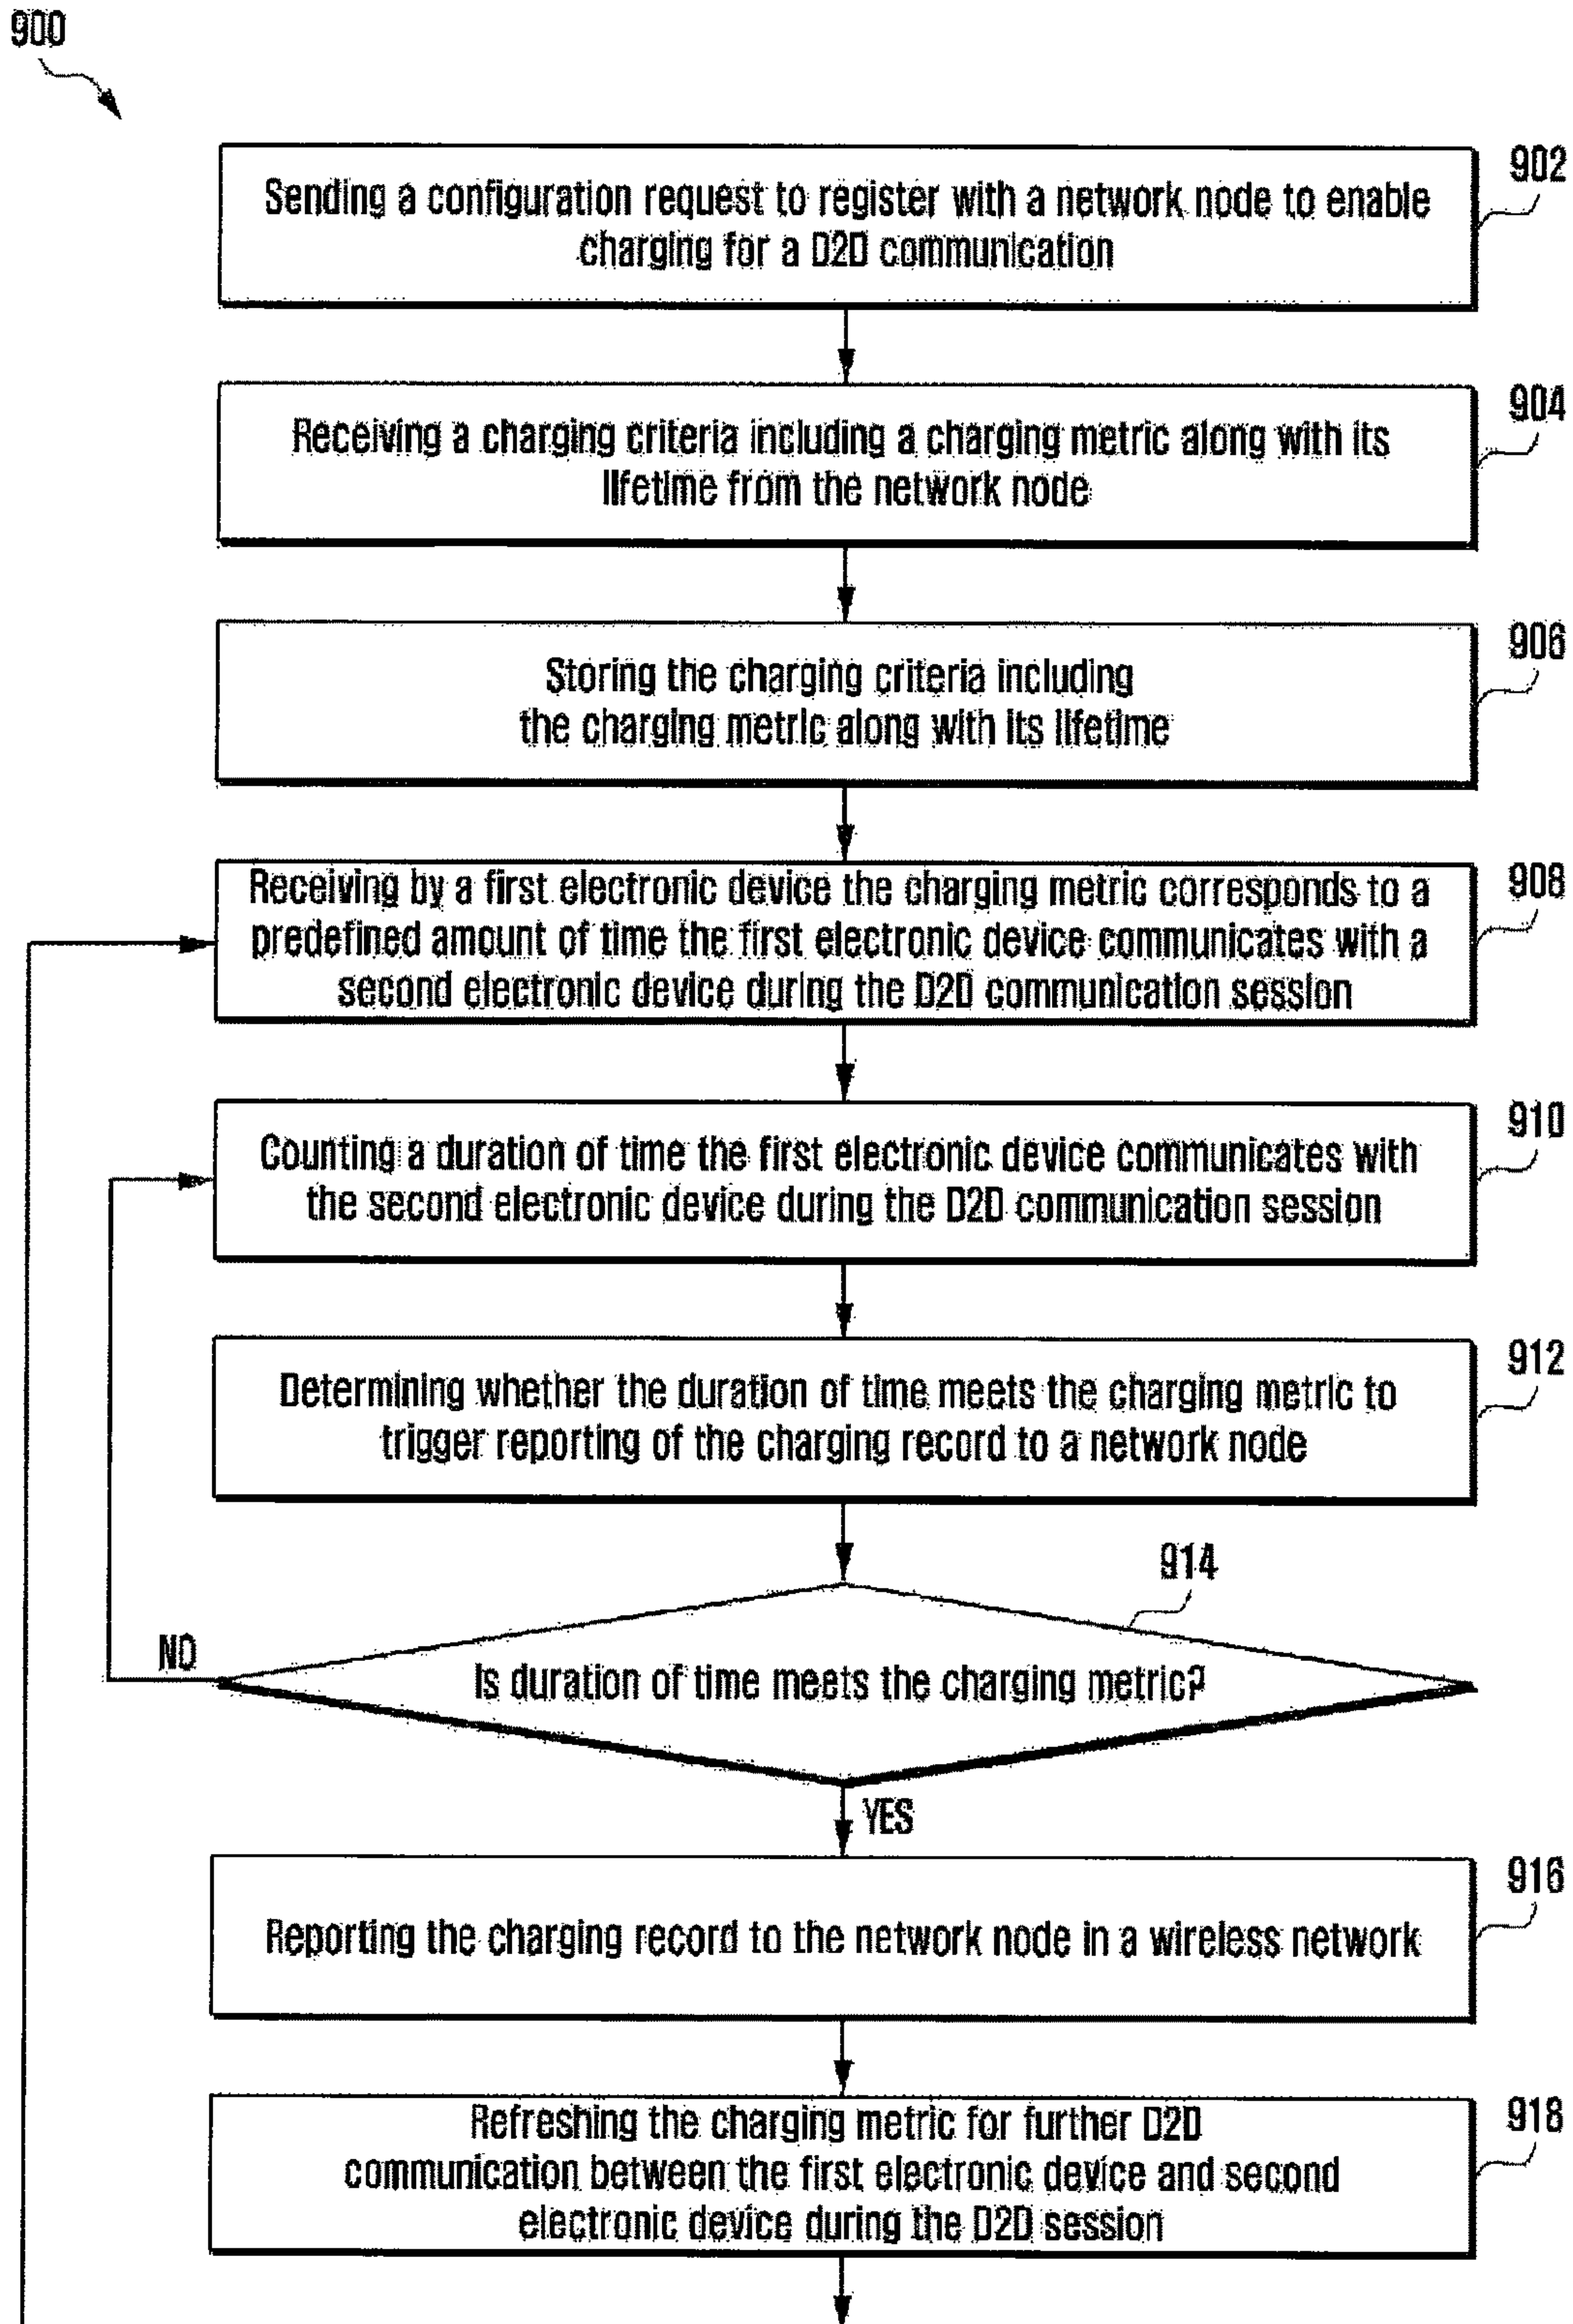 900
902
Sending a configuration request to register with a network node to enable
charging for a D2D communication
904
Receiving a charging criteria including a charging metric along with its
lifetime from the network node
906
Storing the charging criteria including
the charging metric along with its lifetime
908
Receiving by a first electronic device the charging metric corresponds to a
predefined amount of time the first electronic device communicates with a
second electronic device during the D2D communication session
910
Counting a duration of time the first electronic device communicates with
the second electronic device during the D2D communication session
912
Determining whether the duration of time meets the charging metric to
trigger reporting of the charging record to a network node
914
NO
Is duration of time meets the charging metric?
YES
916
Reporting the charging record to the network node in a wireless network
918
Refreshing the charging metric for further D2D
communication between the first electronic device and second
electronic device during the D2D session